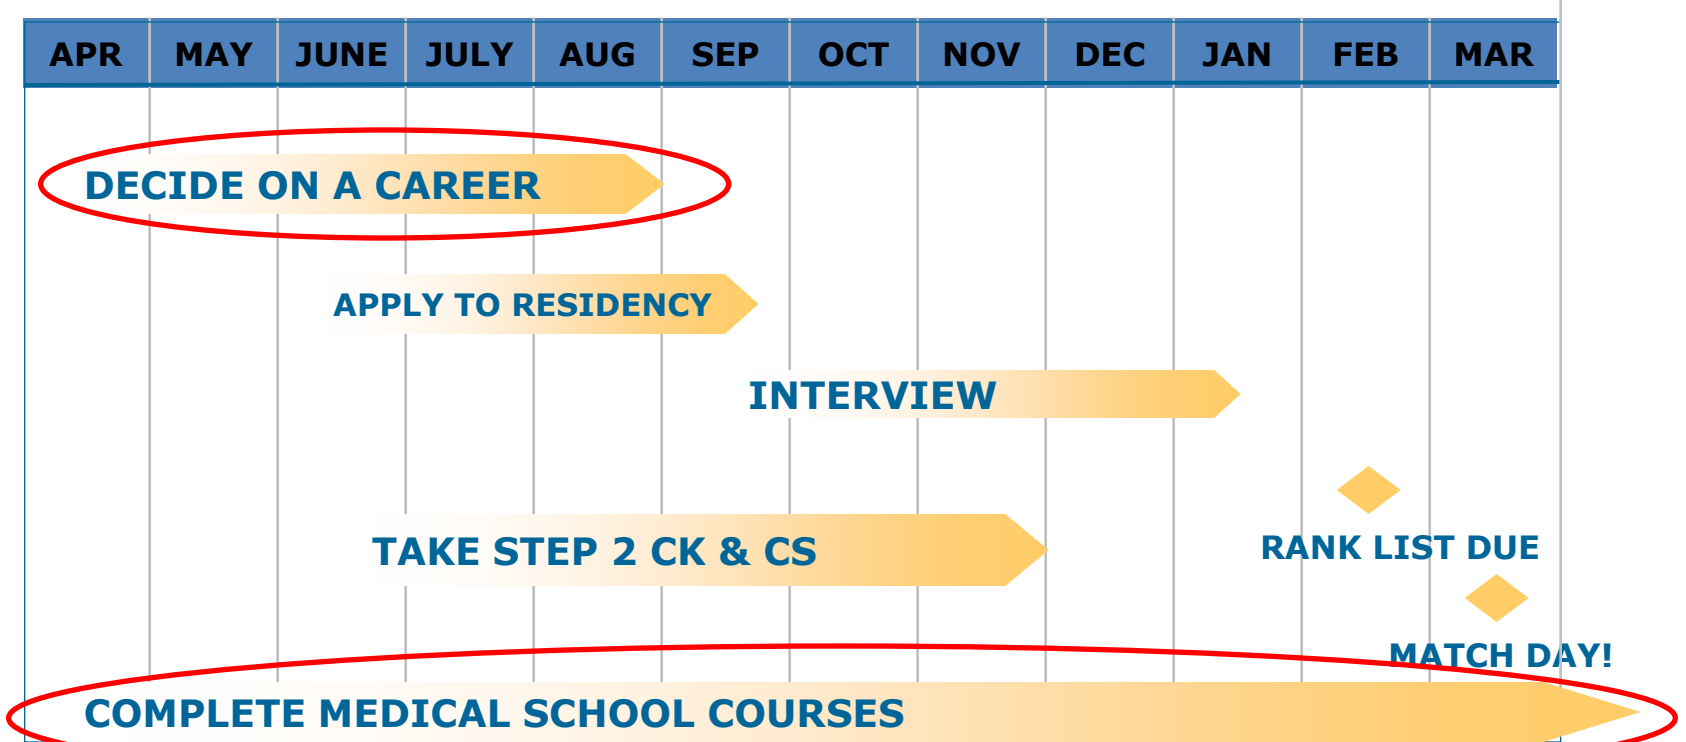 APR MAY JUNE JULY AUG SEP OCT NOV DEC JAN FEB MAR
DECIDE ON A CAREER
APPLY TO RESIDENCY
INTERVIEW
TAKE STEP 2 CK & CS
RANK LIST DUE
MATCH DAY!
COMPLETE MEDICAL SCHOOL COURSES